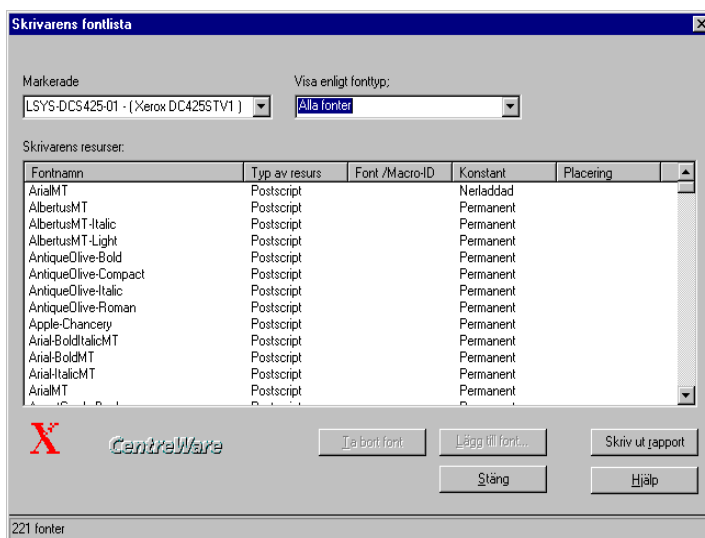 Skrivarens fontlista
Markerade Visa enligt fonttyp;
LSYS-DCS425-01 - ( Xerox DC425STV1 ) Alla fonter
Skrivarens resurser:
Fontnamn Typ av resurs Font /Macro-ID Konstant Placering
ArialMT Postscript Nerladdad
AlbertusMT Postscript Permanent
AlbertusMT-Italic Postscript Permanent
AlbertusMT-Light Postscript Permanent
AntiqueOlive-Bold Postscript Permanent
AntiqueOlive-Compact Postscript Permanent
AntiqueOlive-Italic Postscript Permanent
AntiqueOlive-Roman Postscript Permanent
Apple-Chancery Postscript Permanent
Arial-BoldItalicMT Postscript Permanent
Arial-BoldMT Postscript Permanent
Arial-ItalicMT Postscript Permanent
ArialMT Postscript Permanent
X CentreWare Ta bort font Lägg till font... Skriv ut rapport
Stäng Hjälp
221 fonter